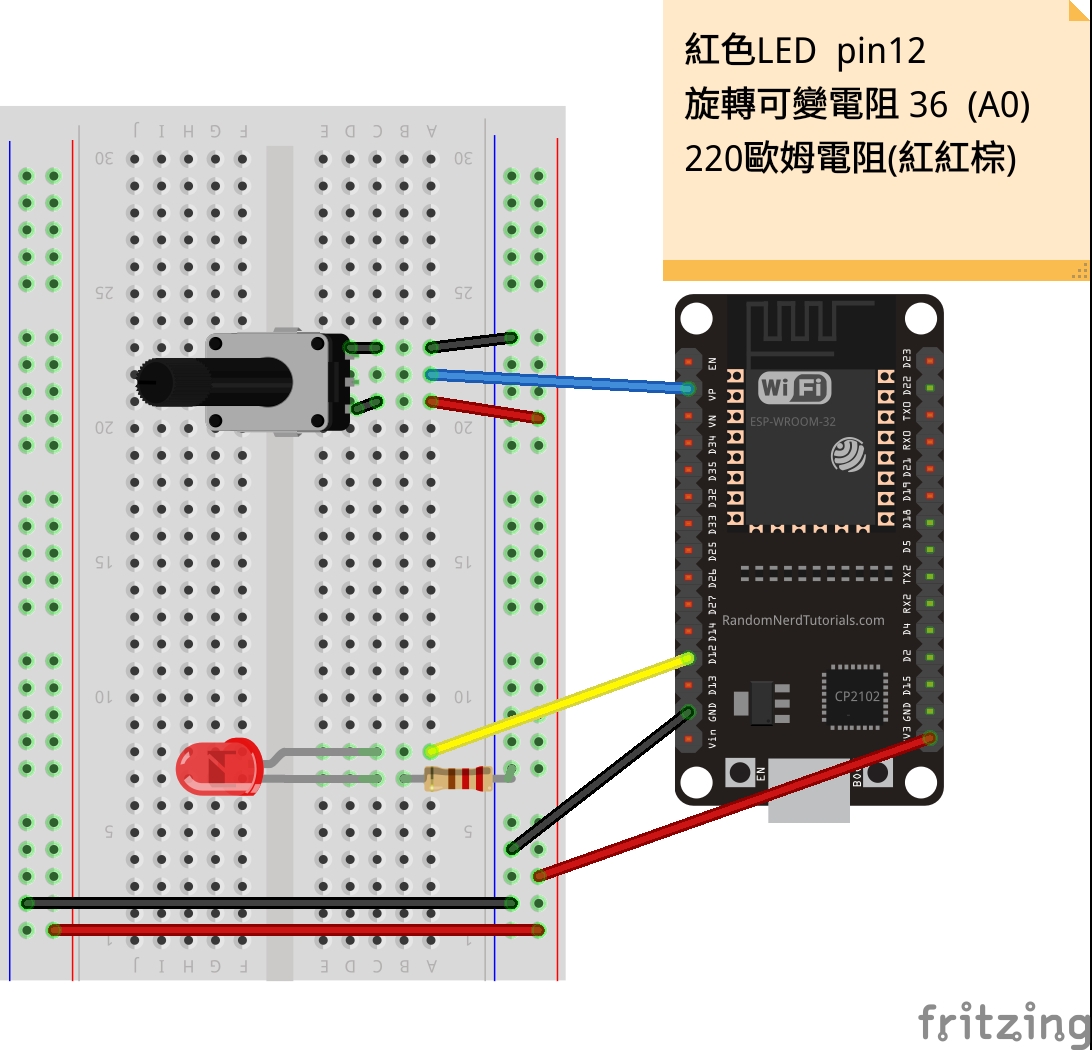 紅色LED pin12
旋轉可變電阻 36 (A0)
220歐姆電阻(紅紅棕)
J I H G F E D C B A
30 30
25 25
20 20
15 15
10 10
5 5
1 1
J I H G F E D C B A
WiFi
ESP-WROOM-32
EN
VP
VN
D34
D35
D32
D33
D25
D26
D27
D14
D12
D13
GND
Vin
D23
D22
TX0
RX0
D21
D19
D18
D5
TX2
RX2
D4
D2
D15
GND
RandomNerdTutorials.com
CP2102
EN
fritzing